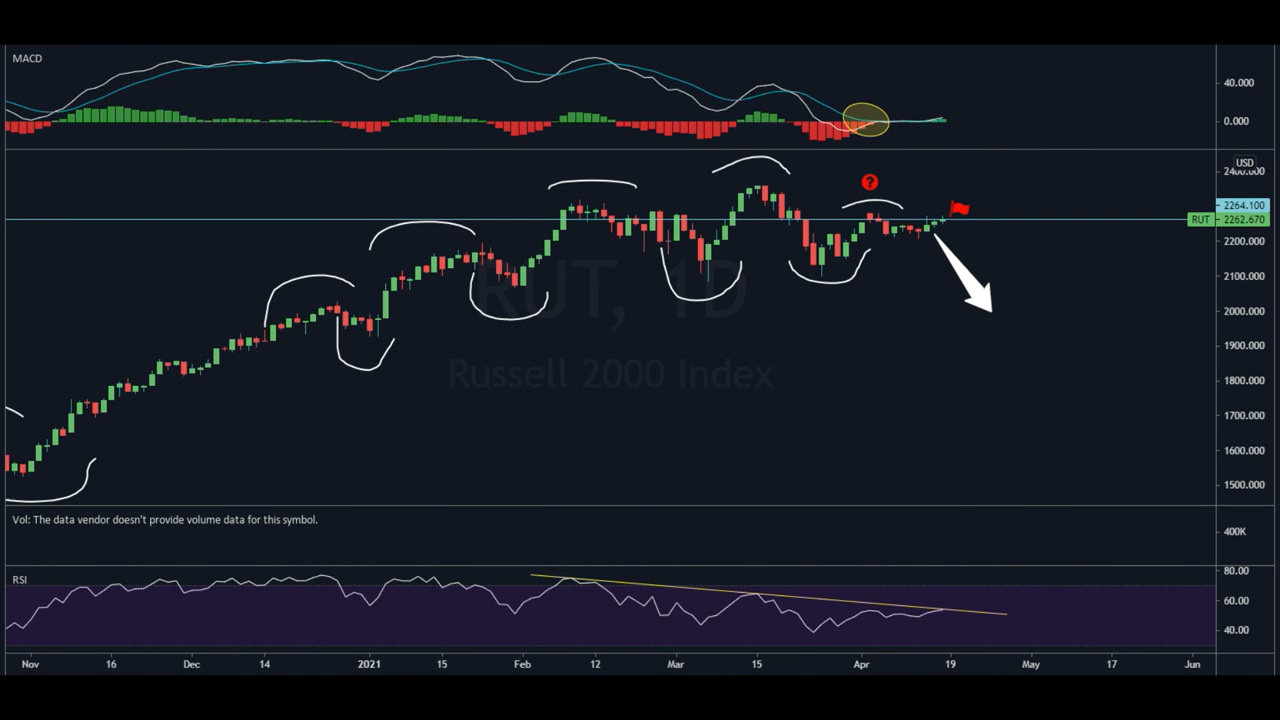 MACD
40.000
0.000
USD
2400.000
2264.100
RUT 2262.670
2200.000
2100.000
2000.000
1900.000
1800.000
1700.000
1600.000
1500.000
RUT, 1D
Russell 2000 Index
?
Vol: The data vendor doesn't provide volume data for this symbol.
400K
RSI
80.00
60.00
40.00
Nov 16 Dec 14 2021 15 Feb 12 Mar 15 Apr 19 May 17 Jun